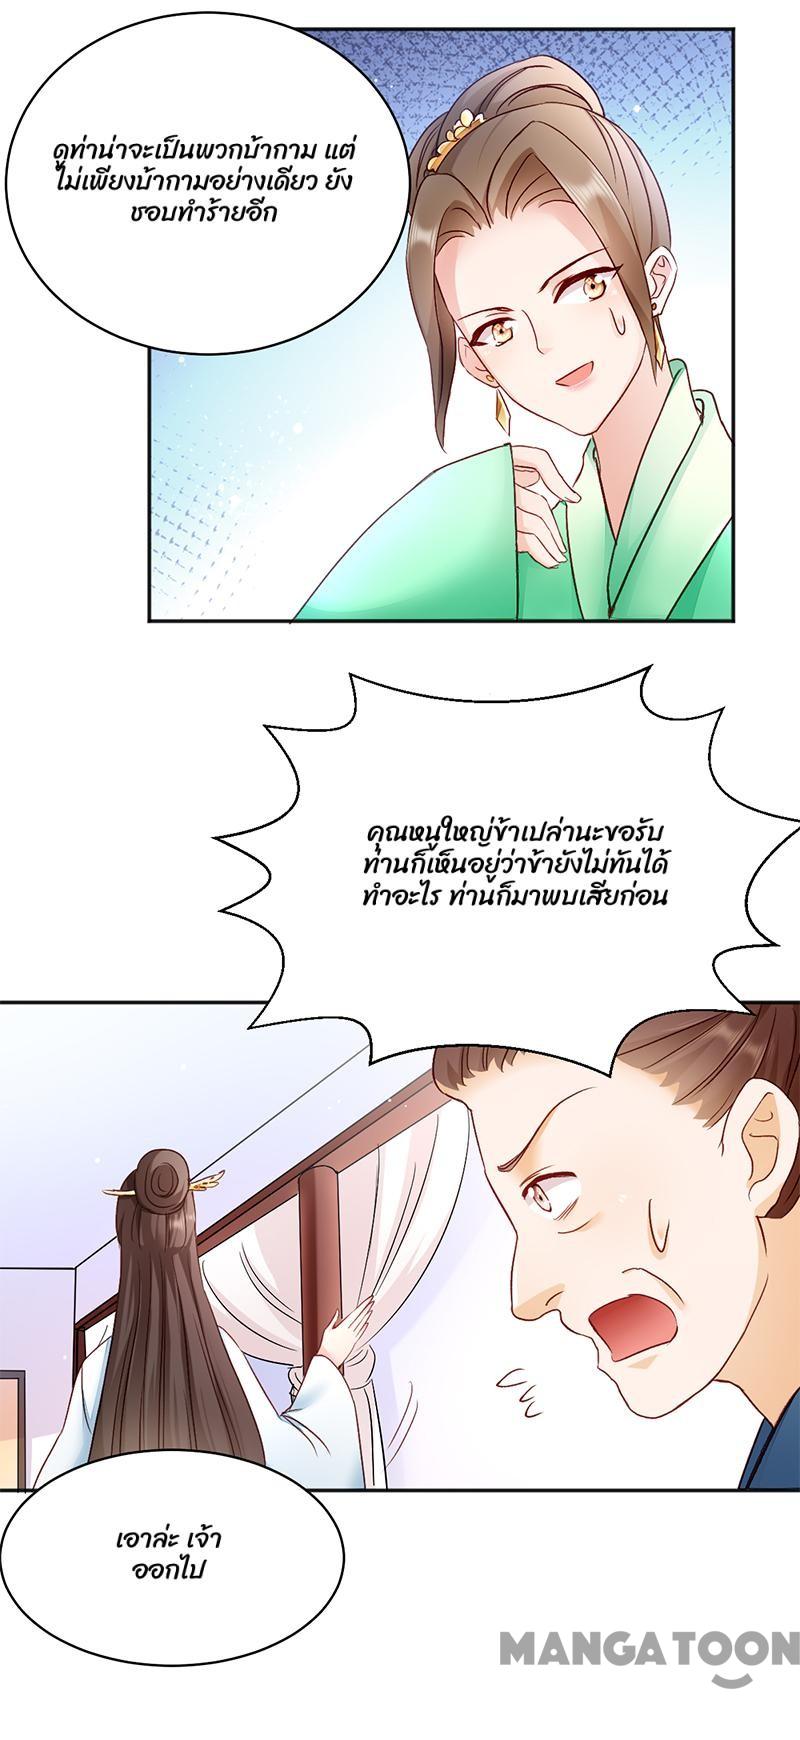 ดูท่าน่าจะเป็นพวกบ้ากาม แต่
ไม่เพียงบ้ากามอย่างเดียว ยัง
ชอบทำร้ายอีก
คุณหนูใหญ่ข้าเปล่านะขอรับ
ท่านก็เห็นอยู่ว่าข้ายังไม่ทันได้
ทำอะไร ท่านก็มาพบเสียก่อน
เอาล่ะ เจ้า
ออกไป
MANGATOON